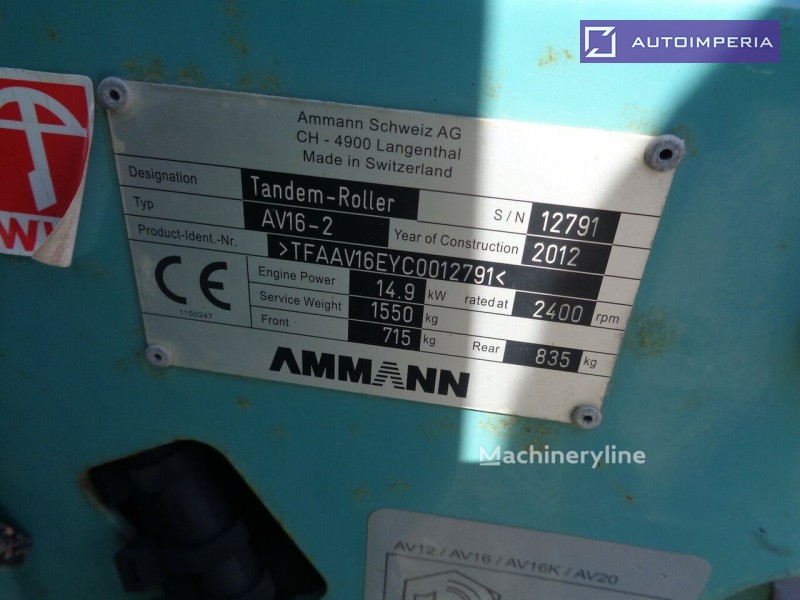 AUTOIMPERIA
Ammann Schweiz AG
CH - 4900 Langenthal
Made in Switzerland
Designation Tandem-Roller S/N 12791
Typ AV16-2 Year of Construction 2012
Product-Ident.-Nr. >TFAAV16EYC0012791<
CE Engine Power 14.9 kW rated at 2400 rpm
1150247 Service Weight 1550 kg
Front 715 kg Rear 835 kg
AMMANN
Machineryline
AV12 / AV16 / AV16K / AV20